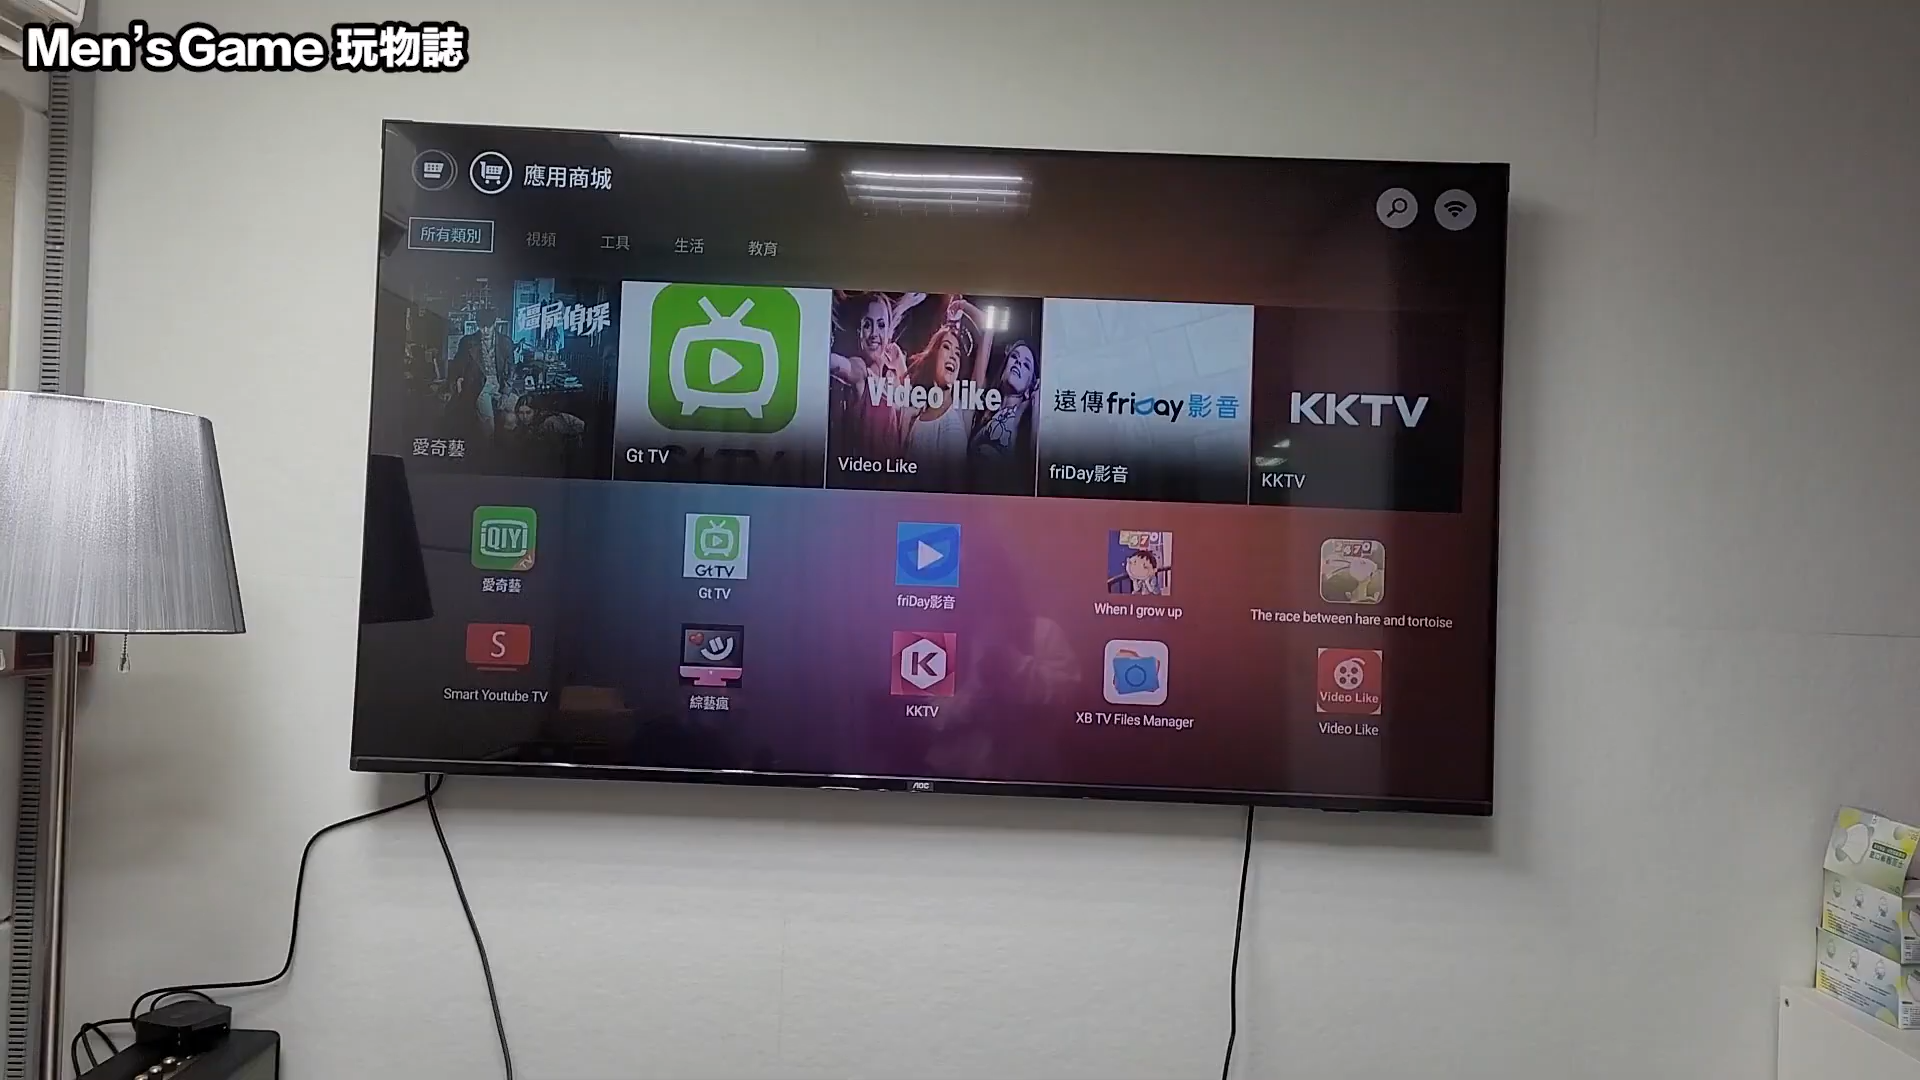 Men's Game 玩物誌
應用商城
所有類別 視頻 工具 生活 教育
殭屍偵探
愛奇藝
Gt TV
Video like
Video Like
遠傳friDay影音
friDay影音
KKTV
KKTV
iQIYI
TV
愛奇藝
GtTV
Gt TV
friDay影音
2470
When I grow up
2470
The race between hare and tortoise
S
Smart Youtube TV
綜藝瘋
K
KKTV
XB TV Files Manager
Video Like
Video Like
AOC